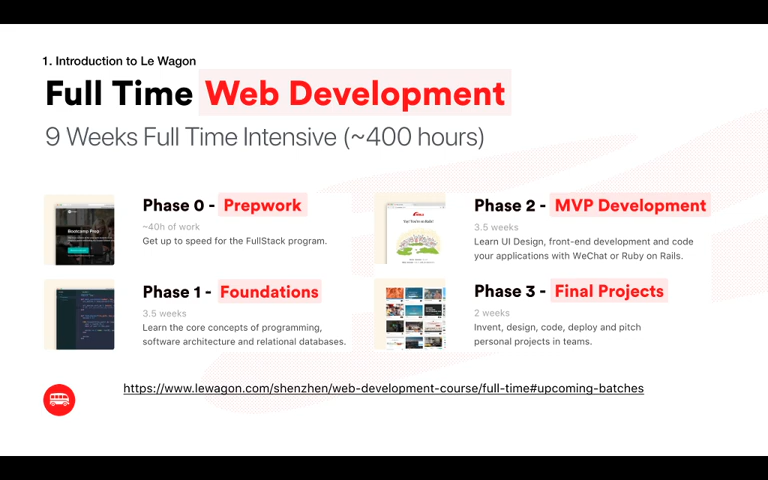 1. Introduction to Le Wagon
Full Time Web Development
9 Weeks Full Time Intensive (~400 hours)
Phase 0 - Prepwork
~40h of work
Get up to speed for the FullStack program.
Phase 1 - Foundations
3.5 weeks
Learn the core concepts of programming,
software architecture and relational databases.
Phase 2 - MVP Development
3.5 weeks
Learn UI Design, front-end development and code
your applications with WeChat or Ruby on Rails.
Phase 3 - Final Projects
2 weeks
Invent, design, code, deploy and pitch
personal projects in teams.
Bootcamp Prep
https://www.lewagon.com/shenzhen/web-development-course/full-time#upcoming-batches